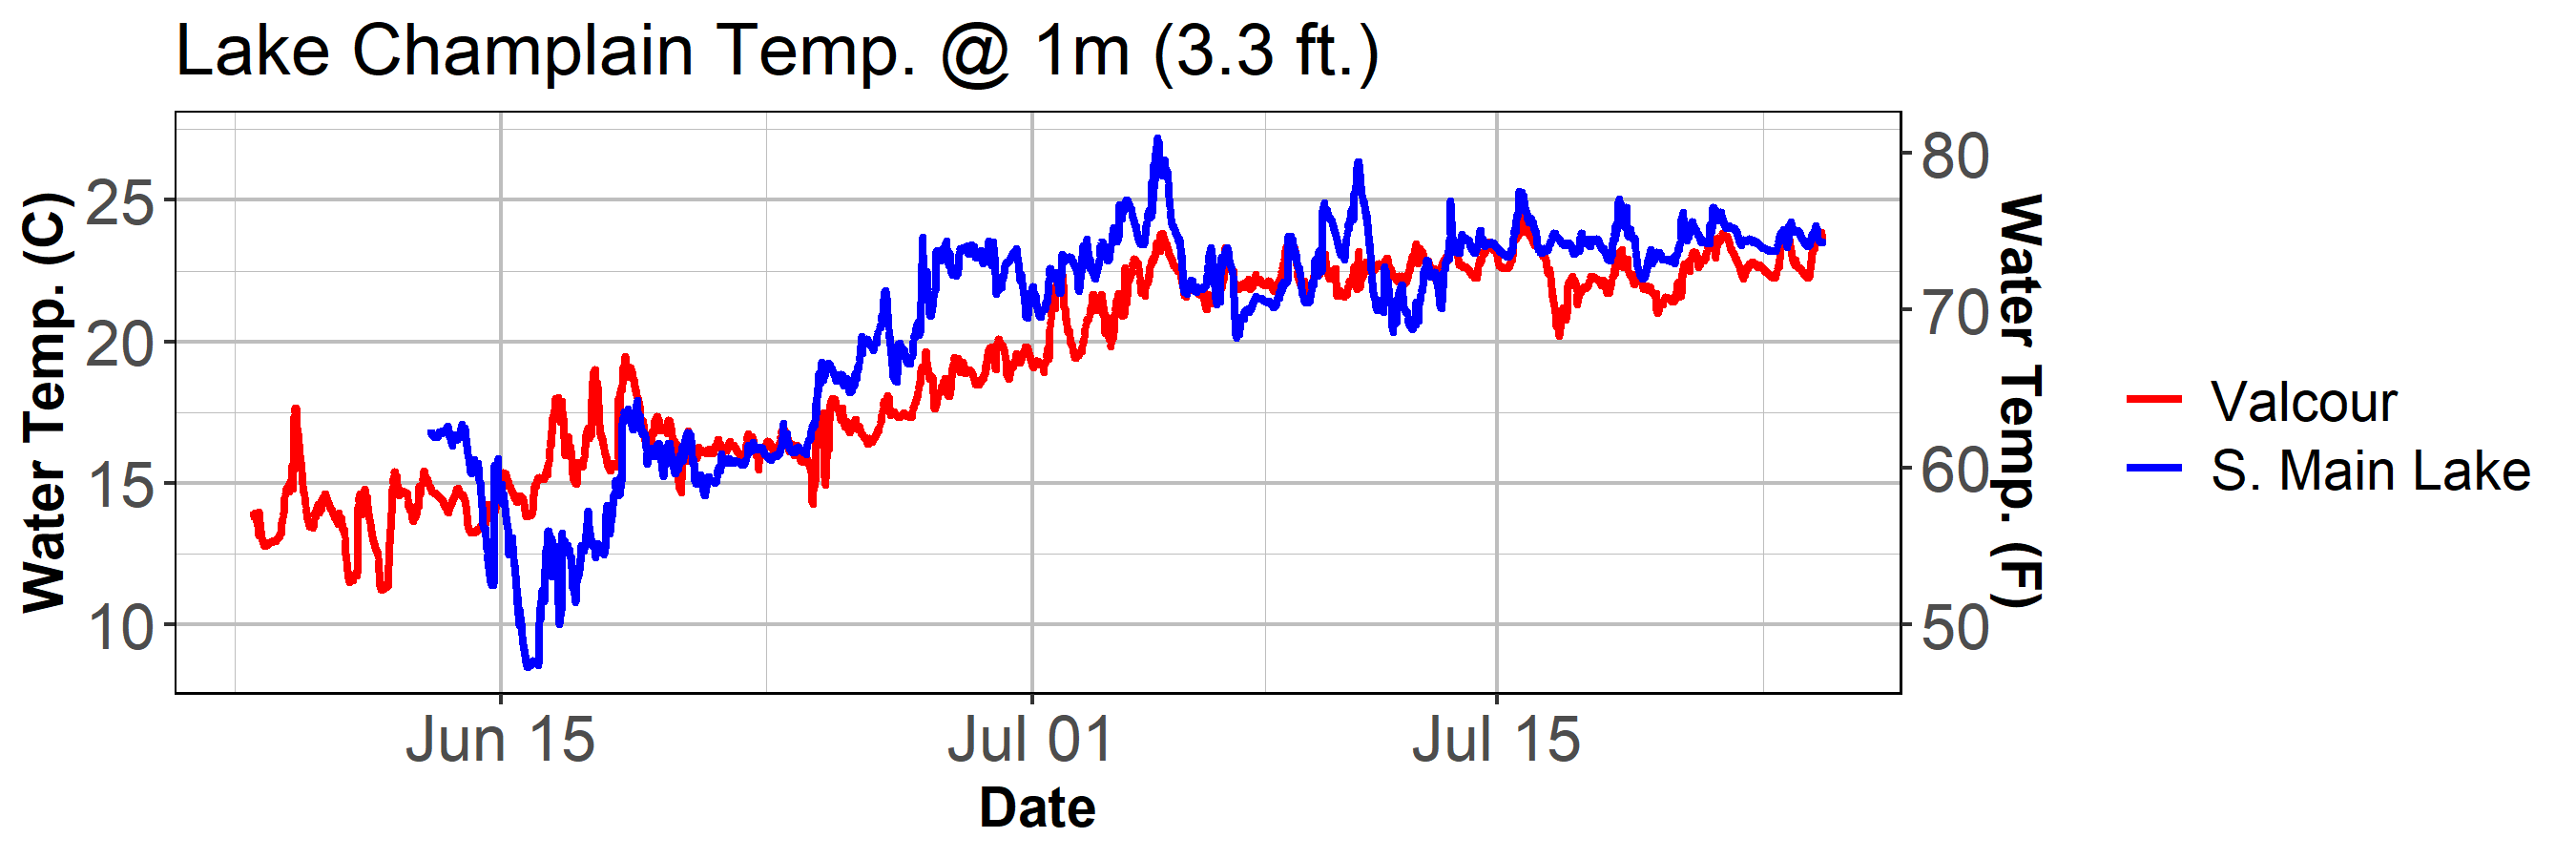 Lake Champlain Temp. @ 1m (3.3 ft.)
Water Temp. (C)
25
20
15
10
80
70
60
50
Water Temp. (F)
Jun 15
Jul 01
Jul 15
Date
Valcour
S. Main Lake